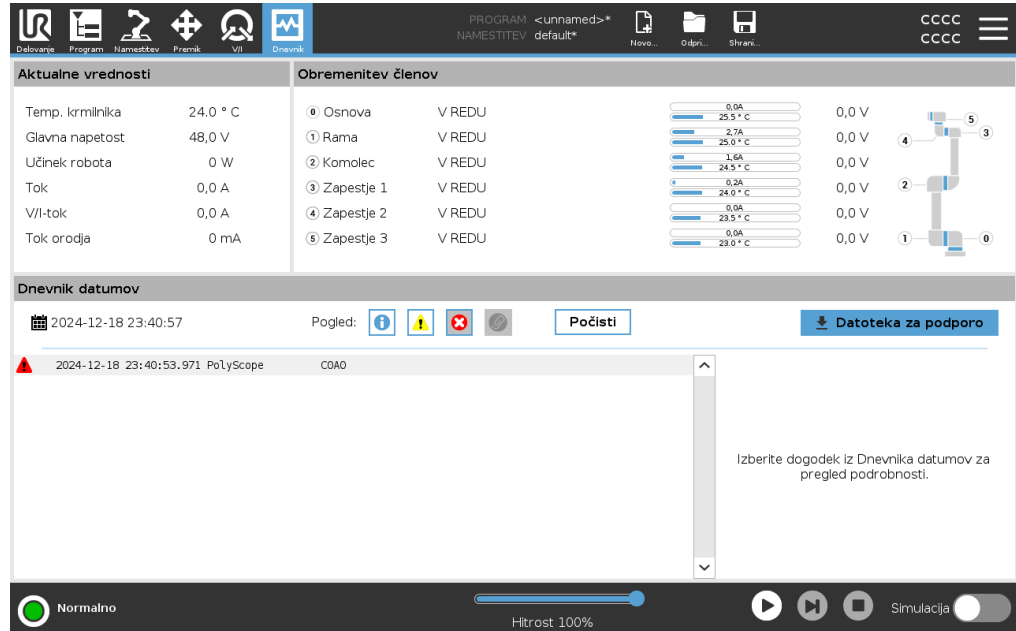 PROGRAM <unnamed>* cccc
NAMESTITEV default* cccc
Delovanje Program Namestitev Premik V/I Dnevnik Novo... Odpri... Shrani...
Aktualne vrednosti
Temp. krmilnika 24.0 ° C
Glavna napetost 48,0 V
Učinek robota 0 W
Tok 0,0 A
V/I-tok 0,0 A
Tok orodja 0 mA
Obremenitev členov
0 Osnova V REDU 0,0A 25.5 ° C 0,0 V
1 Rama V REDU 2,7A 25.0 ° C 0,0 V
2 Komolec V REDU 1,6A 24.5 ° C 0,0 V
3 Zapestje 1 V REDU 0,2A 24.0 ° C 0,0 V
4 Zapestje 2 V REDU 0,0A 23.5 ° C 0,0 V
5 Zapestje 3 V REDU 0,0A 23.0 ° C 0,0 V
5
4 3
2
1 0
Dnevnik datumov
2024-12-18 23:40:57 Pogled: Počisti Datoteka za podporo
2024-12-18 23:40:53.971 PolyScope C0A0
Izberite dogodek iz Dnevnika datumov za
pregled podrobnosti.
Normalno
Hitrost 100%
Simulacija